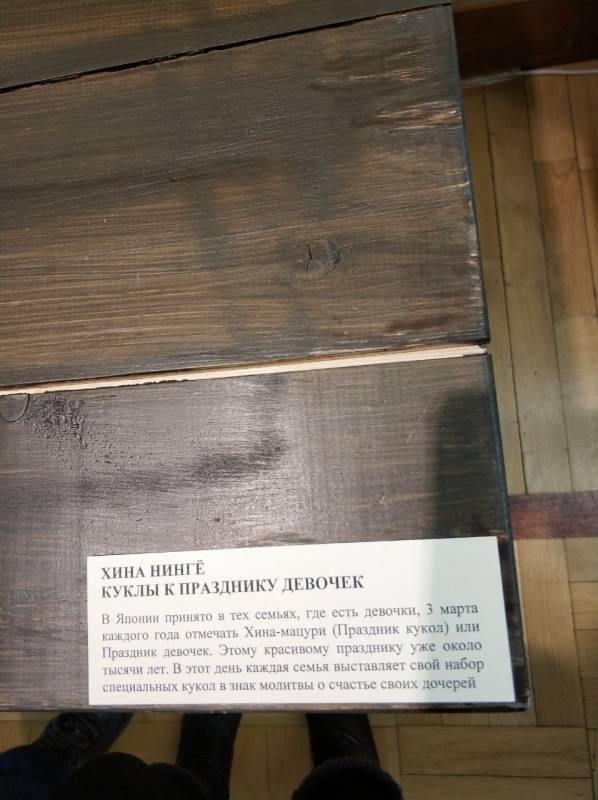 ХИНА НИНГЁ
КУКЛЫ К ПРАЗДНИКУ ДЕВОЧЕК
В Японии принято в тех семьях, где есть девочки, 3 марта
каждого года отмечать Хина-мацури (Праздник кукол) или
Праздник девочек. Этому красивому празднику уже около
тысячи лет. В этот день каждая семья выставляет свой набор
специальных кукол в знак молитвы о счастье своих дочерей